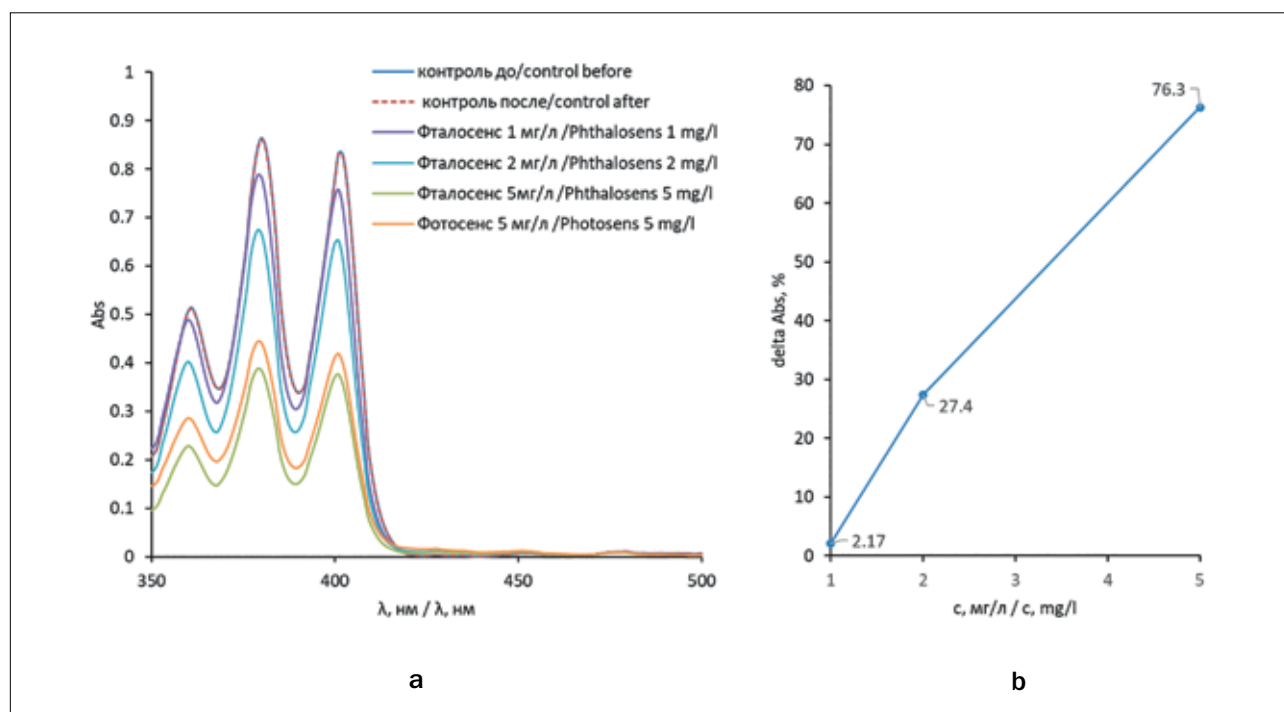 1
0.9
0.8
0.7
0.6
0.5
0.4
0.3
0.2
0.1
0
Abs
350
400
450
500
λ, нм / λ, нм
контроль до/control before
контроль после/control after
Фталосенс 1 мг/л /Phthalosens 1 mg/l
Фталосенс 2 мг/л /Phthalosens 2 mg/l
Фталосенс 5мг/л /Phthalosens 5 mg/l
Фотосенс 5 мг/л /Photosens 5 mg/l
a
80
70
60
50
40
30
20
10
0
delta Abs, %
76.3
27.4
2.17
1
2
3
4
5
с, мг/л / c, mg/l
b